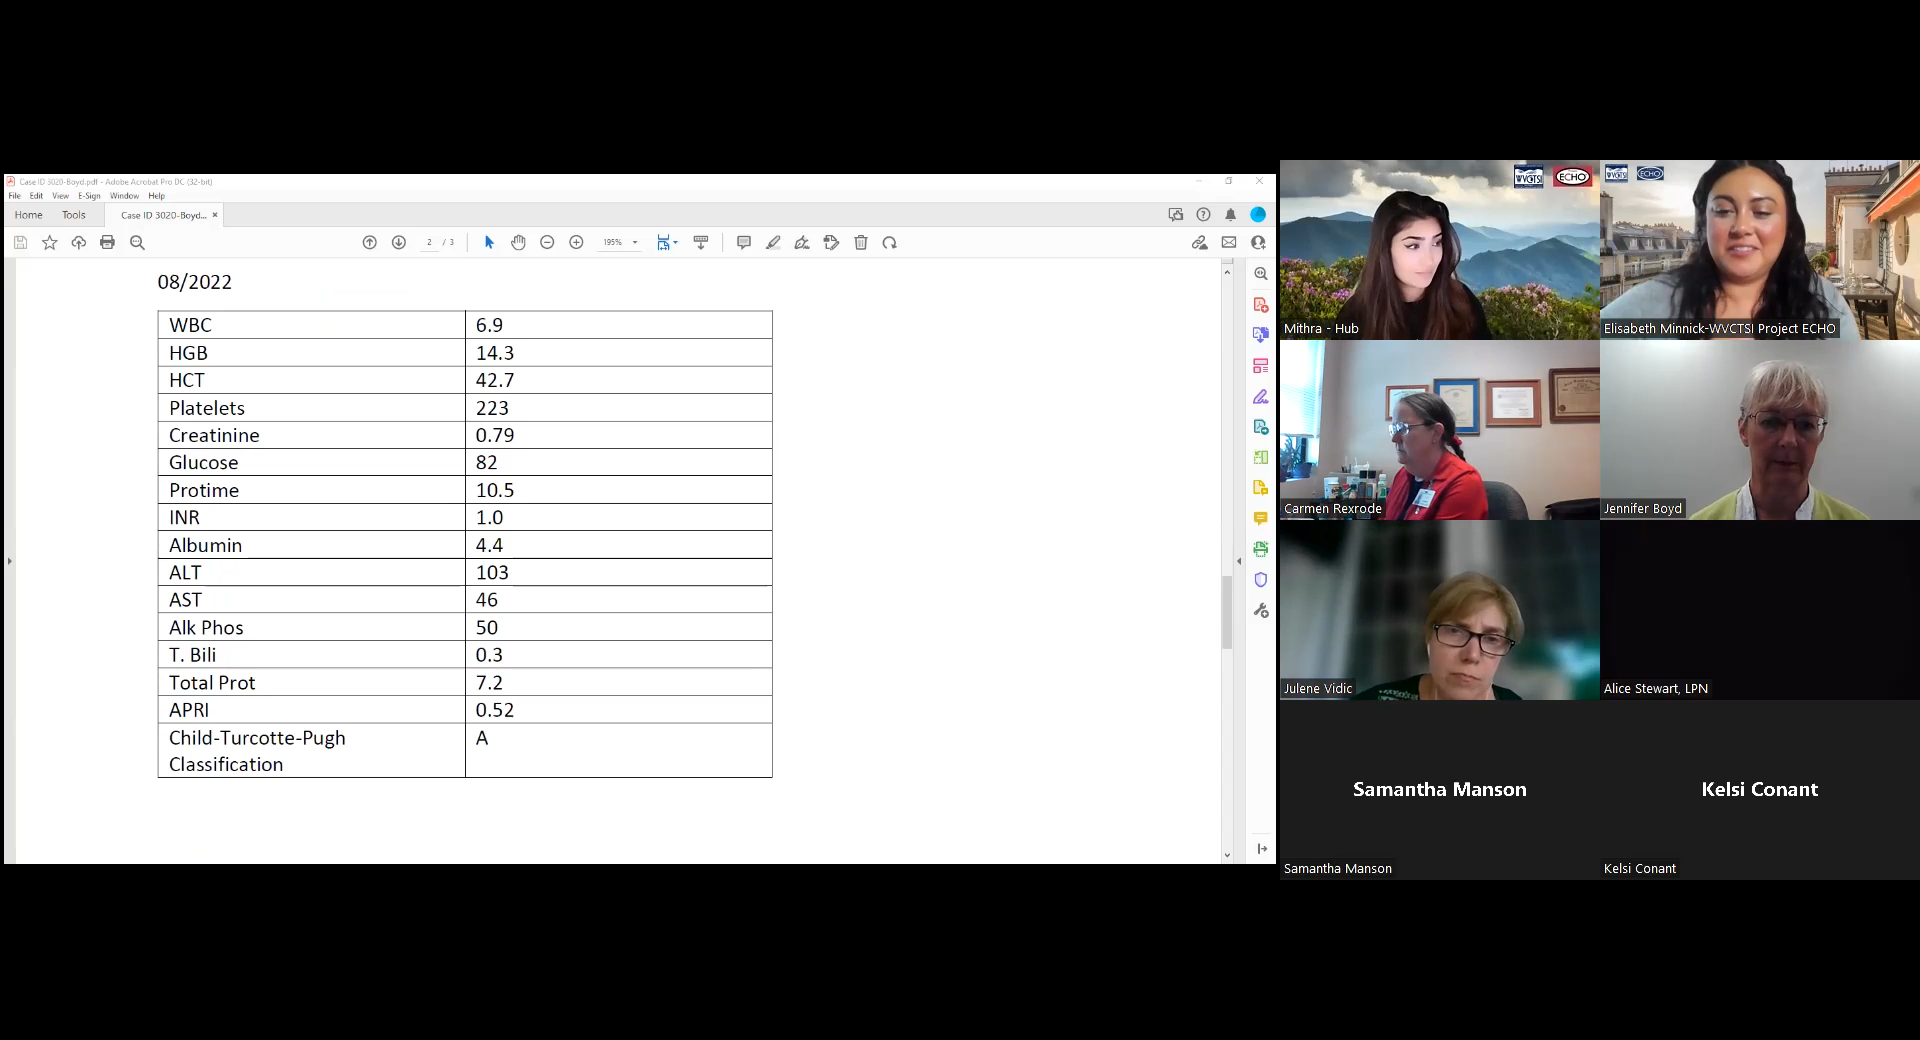 Case ID 3020-Boyd.pdf - Adobe Acrobat Pro DC (32-bit)
File Edit View E-Sign Window Help
Home Tools Case ID 3020-Boyd... ×
2 / 3 195%
08/2022
WBC 6.9
HGB 14.3
HCT 42.7
Platelets 223
Creatinine 0.79
Glucose 82
Protime 10.5
INR 1.0
Albumin 4.4
ALT 103
AST 46
Alk Phos 50
T. Bili 0.3
Total Prot 7.2
APRI 0.52
Child-Turcotte-Pugh A
Classification
WVCTSI ECHO
Mithra - Hub
WVCTSI ECHO
Elisabeth Minnick-WVCTSI Project ECHO
Carmen Rexrode
Jennifer Boyd
Julene Vidic
Alice Stewart, LPN
Samantha Manson
Samantha Manson
Kelsi Conant
Kelsi Conant